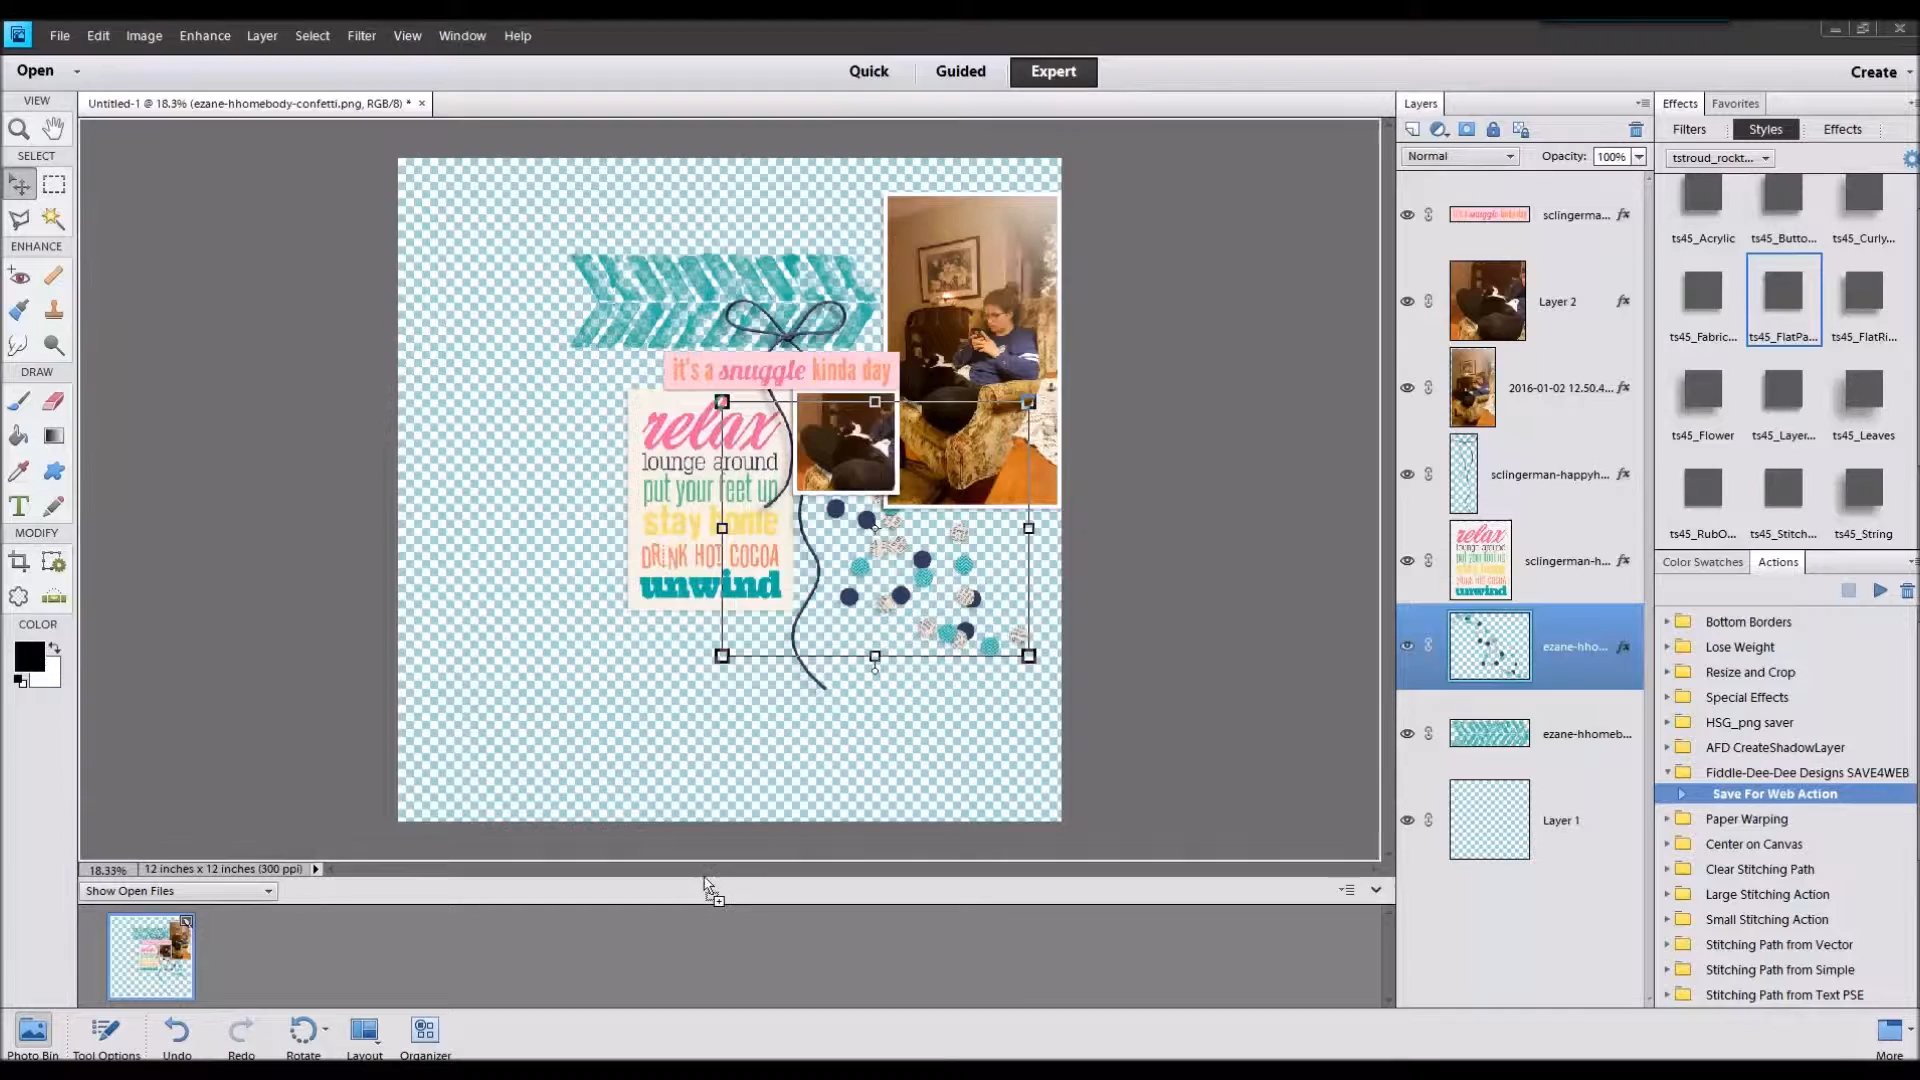 File Edit Image Enhance Layer Select Filter View Window Help
Open Quick Guided Expert Create
VIEW
Untitled-1 @ 18.3% (ezane-hhomebody-confetti.png, RGB/8) * ×
SELECT
ENHANCE
DRAW
MODIFY
COLOR
it's a snuggle kinda day
relax
lounge around
put your feet up
stay home
DRINK HOT COCOA
unwind
18.33% 12 inches x 12 inches (300 ppi)
Show Open Files
Photo Bin Tool Options Undo Redo Rotate Layout Organizer More
Layers
Normal Opacity: 100%
sclingerma... fx
Layer 2 fx
2016-01-02 12.50.4... fx
sclingerman-happyh... fx
sclingerman-h... fx
ezane-hho... fx
ezane-hhomeb...
Layer 1
Effects Favorites
Filters Styles Effects
tstroud_rockt...
ts45_Acrylic ts45_Butto... ts45_Curly...
ts45_Fabric... ts45_FlatPa... ts45_FlatRi...
ts45_Flower ts45_Layer... ts45_Leaves
ts45_RubO... ts45_Stitch... ts45_String
Color Swatches Actions
Bottom Borders
Lose Weight
Resize and Crop
Special Effects
HSG_png saver
AFD CreateShadowLayer
Fiddle-Dee-Dee Designs SAVE4WEB
Save For Web Action
Paper Warping
Center on Canvas
Clear Stitching Path
Large Stitching Action
Small Stitching Action
Stitching Path from Vector
Stitching Path from Simple
Stitching Path from Text PSE